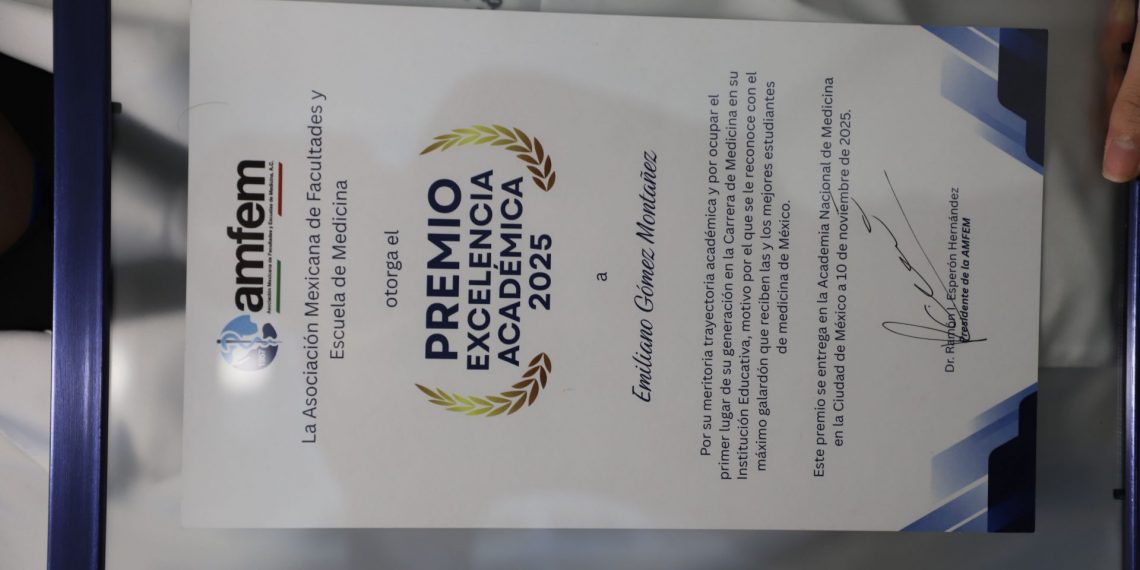 amfem
Asociación Mexicana de Facultades y Escuelas de Medicina, A.C.
La Asociación Mexicana de Facultades y
Escuela de Medicina
otorga el
PREMIO
EXCELENCIA
ACADÉMICA
2025
a
Emiliano Gómez Montañez
Por su meritoria trayectoria académica y por ocupar el
primer lugar de su generación en la Carrera de Medicina en su
Institución Educativa, motivo por el que se le reconoce con el
máximo galardón que reciben las y los mejores estudiantes
de medicina de México.
Este premio se entrega en la Academia Nacional de Medicina
en la Ciudad de México a 10 de noviembre de 2025.
Dr. Ramón Esperón Hernández
Presidente de la AMFEM